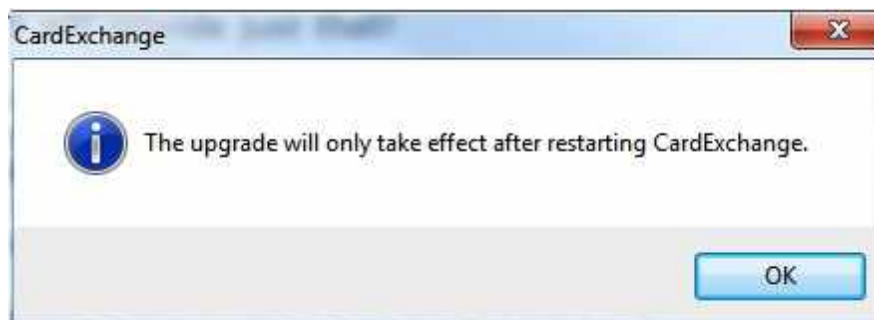 CardExchange
The upgrade will only take effect after restarting CardExchange.
OK